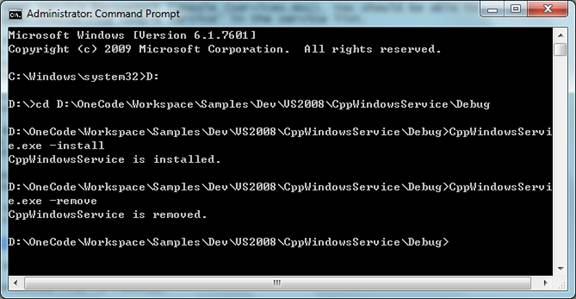 Administrator: Command Prompt
Microsoft Windows [Version 6.1.7601]
Copyright (c) 2009 Microsoft Corporation.  All rights reserved.
C:\Windows\system32>D:
D:\>cd D:\OneCode\Workspace\Samples\Dev\VS2008\CppWindowsService\Debug
D:\OneCode\Workspace\Samples\Dev\VS2008\CppWindowsService\Debug>CppWindowsServi
e.exe -install
CppWindowsService is installed.
D:\OneCode\Workspace\Samples\Dev\VS2008\CppWindowsService\Debug>CppWindowsServi
e.exe -remove
CppWindowsService is removed.
D:\OneCode\Workspace\Samples\Dev\VS2008\CppWindowsService\Debug>